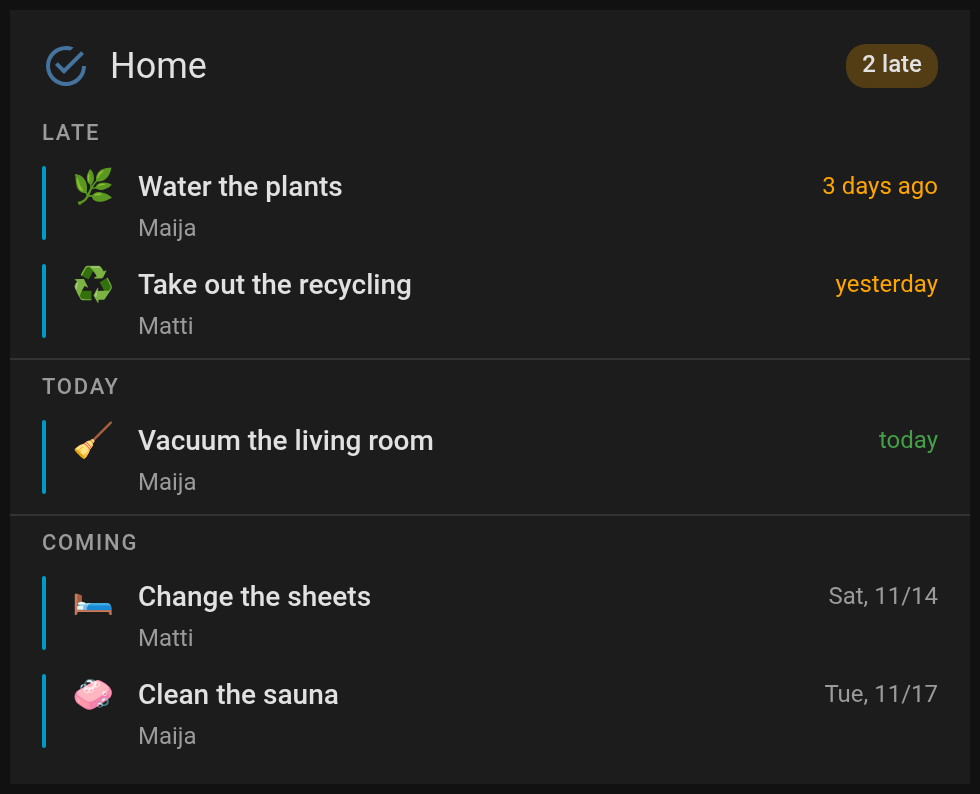 Home
2 late
LATE
Water the plants
3 days ago
Maija
Take out the recycling
yesterday
Matti
TODAY
Vacuum the living room
today
Maija
COMING
Change the sheets
Sat, 11/14
Matti
Clean the sauna
Tue, 11/17
Maija